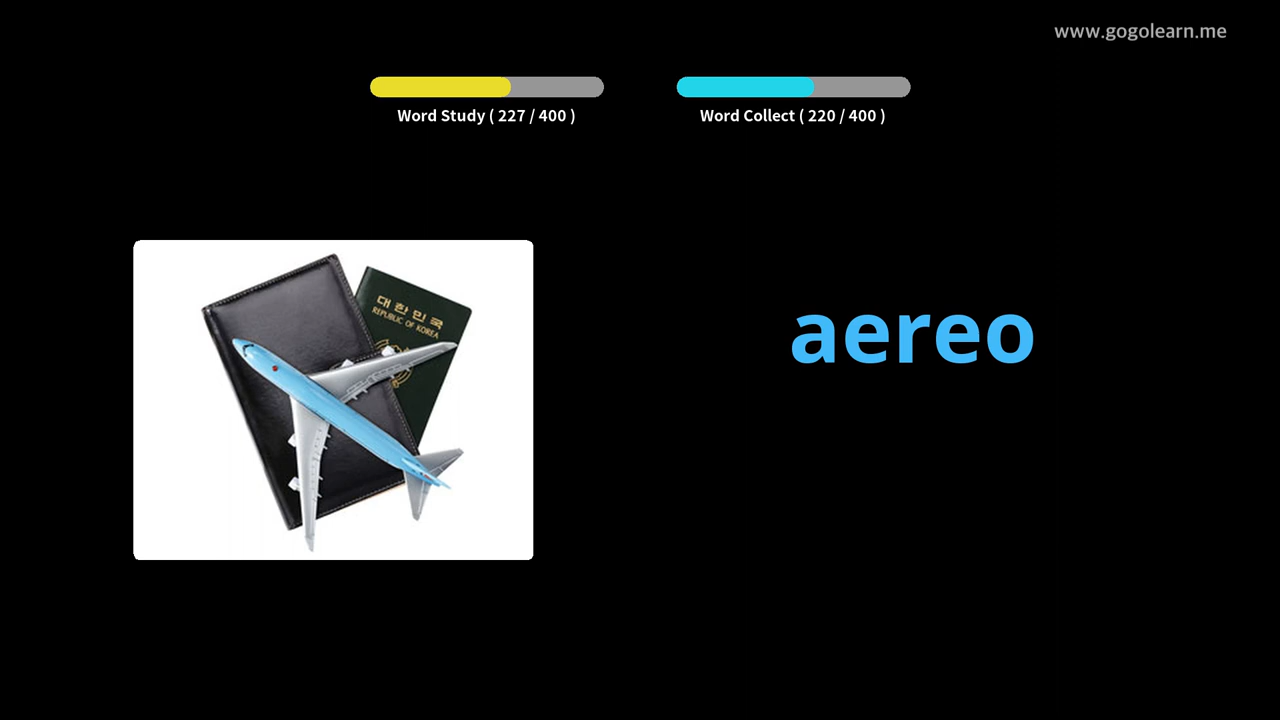 www.gogolearn.me
Word Study ( 227 / 400 )
Word Collect ( 220 / 400 )
대한민국
REPUBLIC OF KOREA
aereo